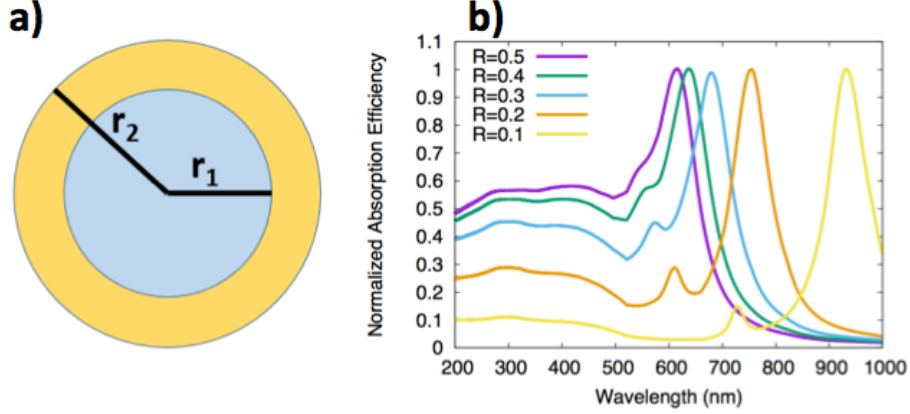 a)
r2
r1
b)
Normalized Absorption Efficiency
1.1
1
0.9
0.8
0.7
0.6
0.5
0.4
0.3
0.2
0.1
0
R=0.5
R=0.4
R=0.3
R=0.2
R=0.1
200 300 400 500 600 700 800 900 1000
Wavelength (nm)